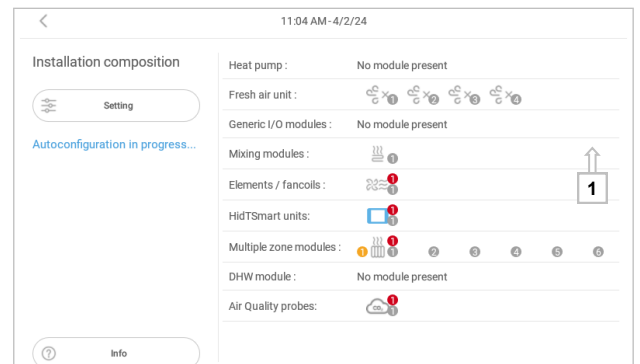 11:04 AM-4/2/24
Installation composition
Setting
Autoconfiguration in progress...
Info
Heat pump : No module present
Fresh air unit : 1 2 3 4
Generic I/O modules : No module present
Mixing modules : 1
1
Elements / fancoils : 1 1
HidTSmart units: 1 1
Multiple zone modules : 1 1 1 2 3 4 5 6
DHW module : No module present
Air Quality probes: CO₂ 1 1